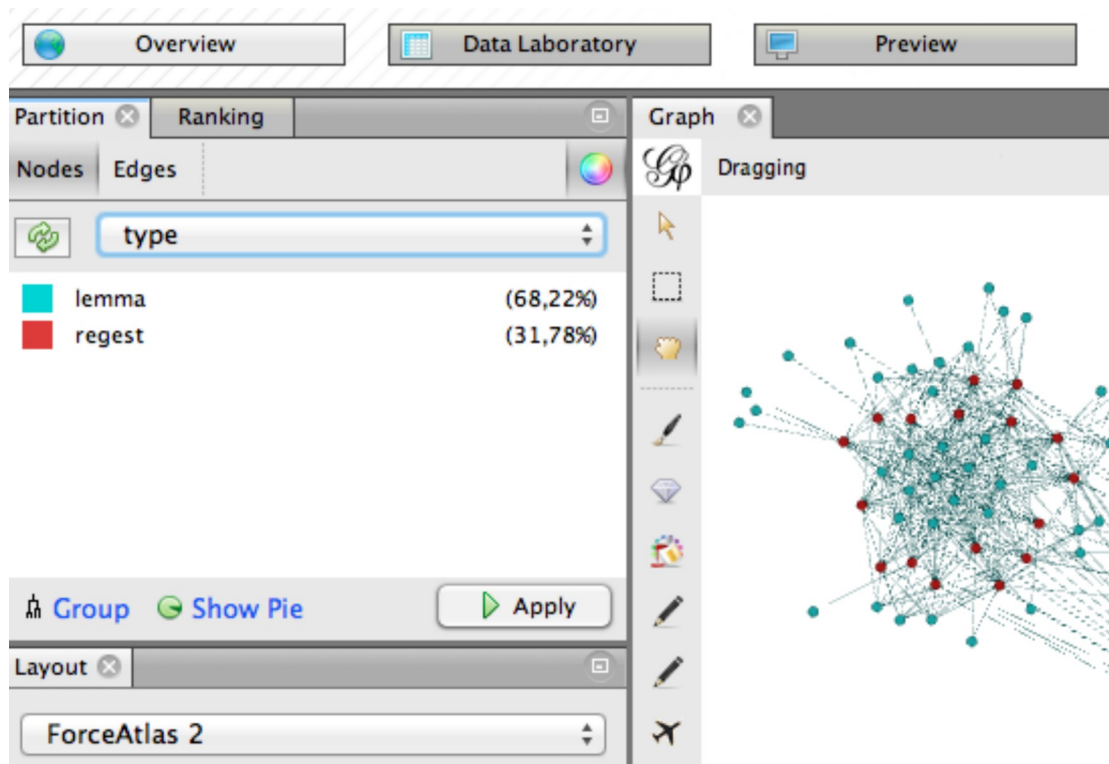 Overview
Data Laboratory
Preview
Partition
Ranking
Nodes
Edges
type
lemma (68,22%)
regest (31,78%)
Group
Show Pie
Apply
Layout
ForceAtlas 2
Graph
Dragging